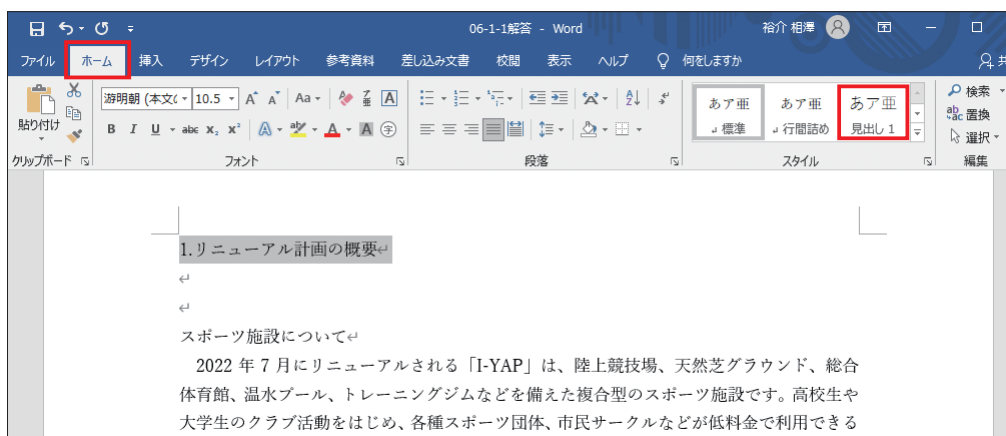 06-1-1解答 - Word
裕介 相澤
ファイル ホーム 挿入 デザイン レイアウト 参考資料 差し込み文書 校閲 表示 ヘルプ 何をしますか
貼り付け
クリップボード
游明朝 (本文(
10.5
A A Aa A
B I U abc x₂ x² A A A 字
フォント
段落
あア亜 あア亜 あア亜
標準 行間詰め 見出し 1
スタイル
検索
置換
選択
編集
1.リニューアル計画の概要
スポーツ施設について
2022 年 7 月にリニューアルされる「I-YAP」は、陸上競技場、天然芝グラウンド、総合
体育館、温水プール、トレーニングジムなどを備えた複合型のスポーツ施設です。高校生や
大学生のクラブ活動をはじめ、各種スポーツ団体、市民サークルなどが低料金で利用できる